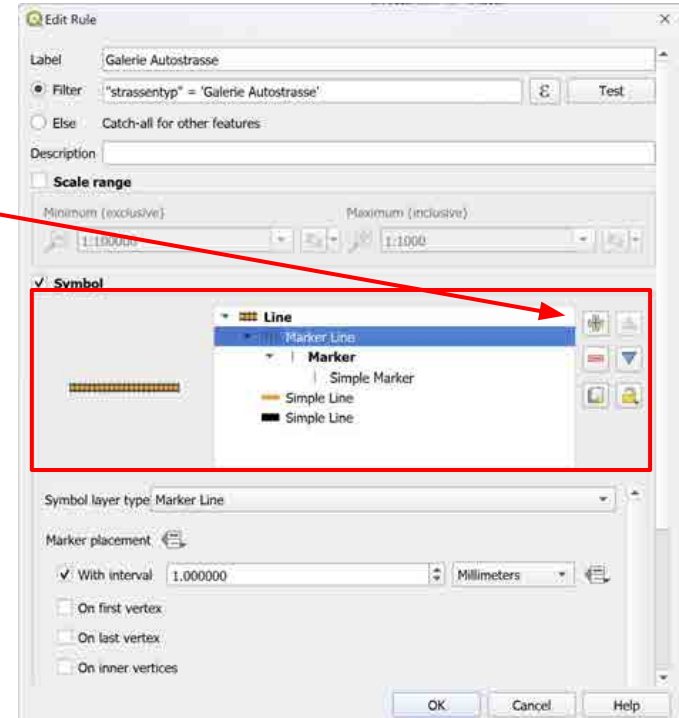 Edit Rule
Label Galerie Autostrasse
Filter "strassentyp" = 'Galerie Autostrasse' ε Test
Else Catch-all for other features
Description
Scale range
Minimum (exclusive) Maximum (inclusive)
1:100000 1:1000
Symbol
Line
Marker Line
Marker
Simple Marker
Simple Line
Simple Line
Symbol layer type Marker Line
Marker placement
With interval 1.000000 Millimeters
On first vertex
On last vertex
On inner vertices
OK Cancel Help